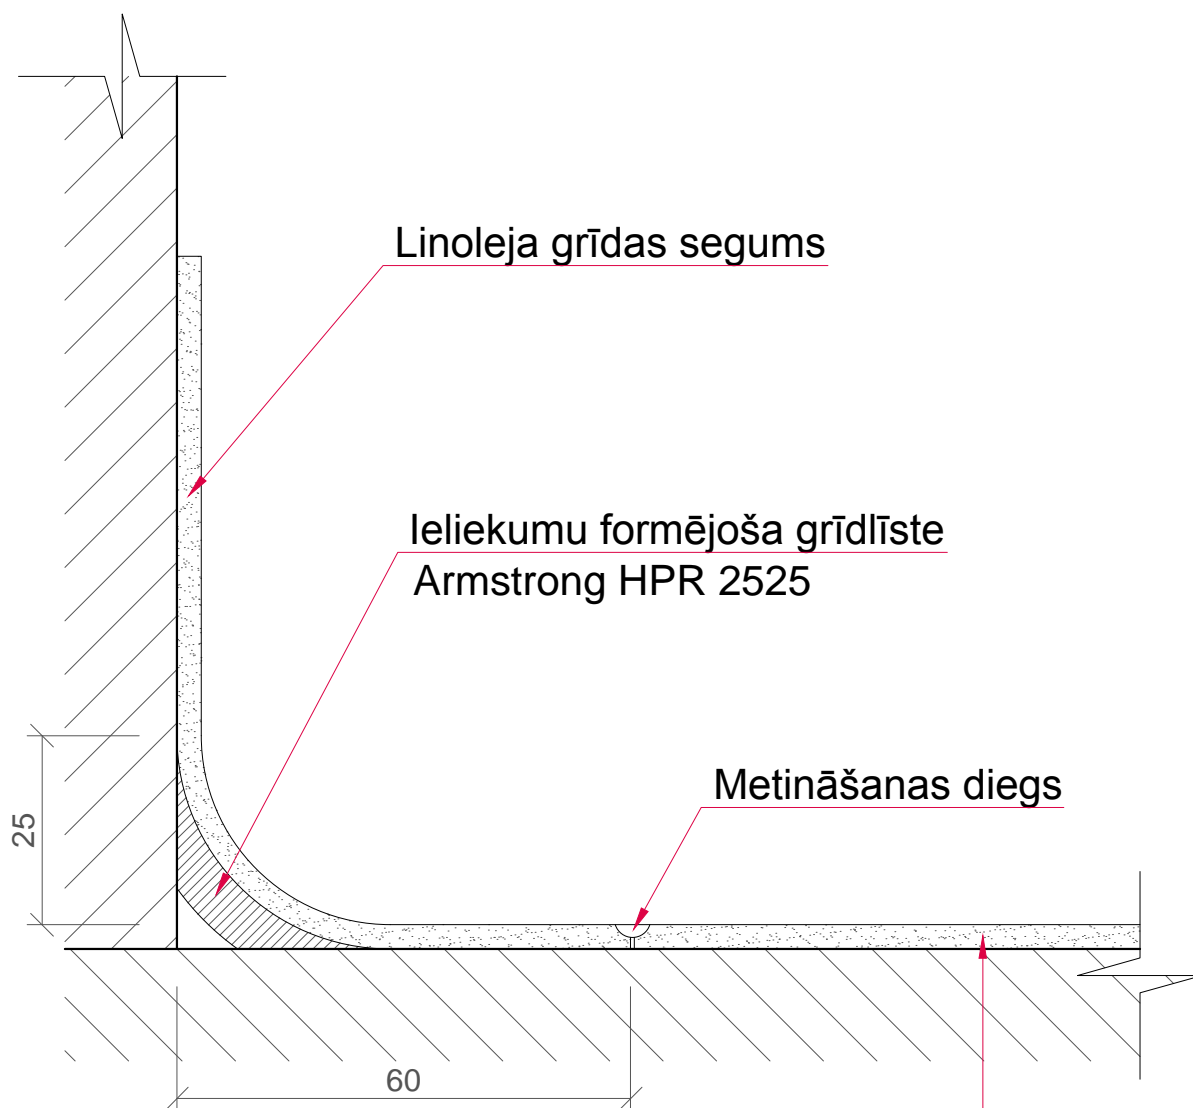 Linoleja grīdas segums
Ieliekumu formējoša grīdlīste
Armstrong HPR 2525
Metināšanas diegs
25
60